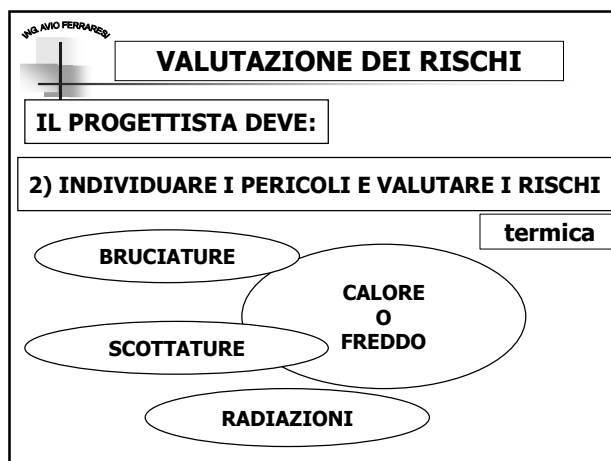 ING. AVIO FERRARESI
VALUTAZIONE DEI RISCHI
IL PROGETTISTA DEVE:
2) INDIVIDUARE I PERICOLI E VALUTARE I RISCHI
termica
BRUCIATURE
CALORE
O
FREDDO
SCOTTATURE
RADIAZIONI